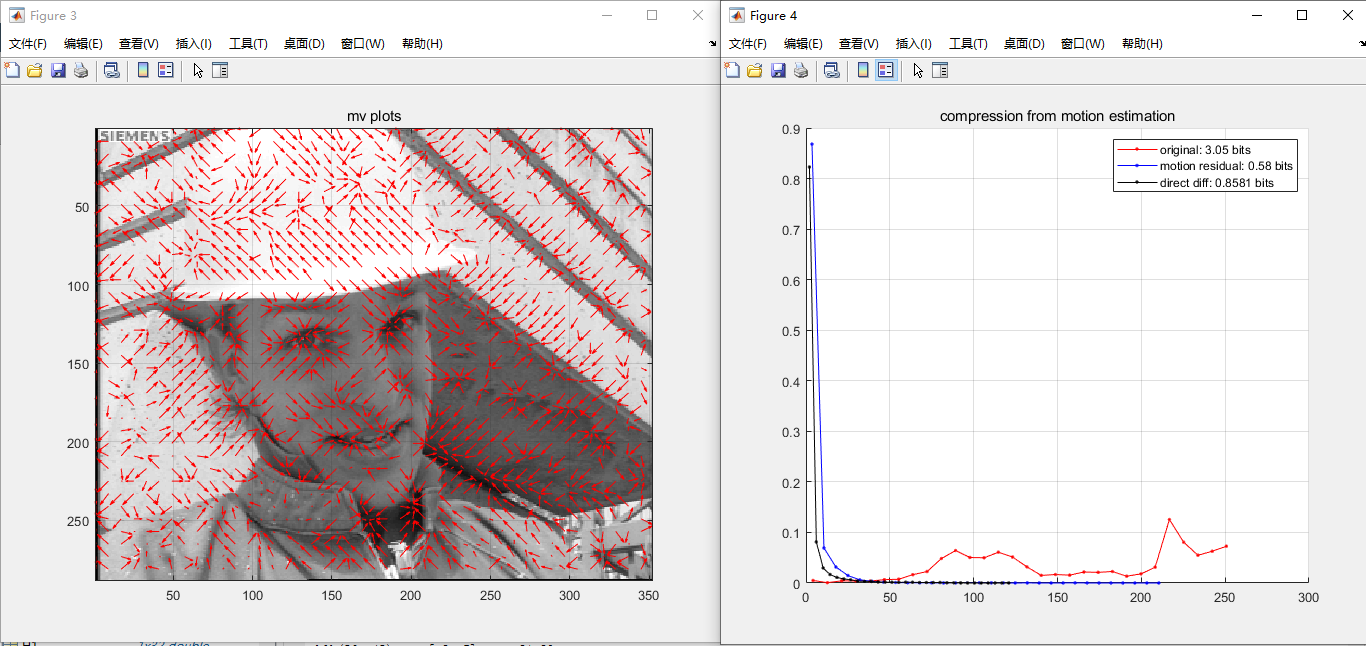 Figure 3
文件(F) 编辑(E) 查看(V) 插入(I) 工具(T) 桌面(D) 窗口(W) 帮助(H)
mv plots
SIEMENS
50
100
150
200
250
50 100 150 200 250 300 350
Figure 4
文件(F) 编辑(E) 查看(V) 插入(I) 工具(T) 桌面(D) 窗口(W) 帮助(H)
compression from motion estimation
original: 3.05 bits
motion residual: 0.58 bits
direct diff: 0.8581 bits
0.9
0.8
0.7
0.6
0.5
0.4
0.3
0.2
0.1
0
0 50 100 150 200 250 300